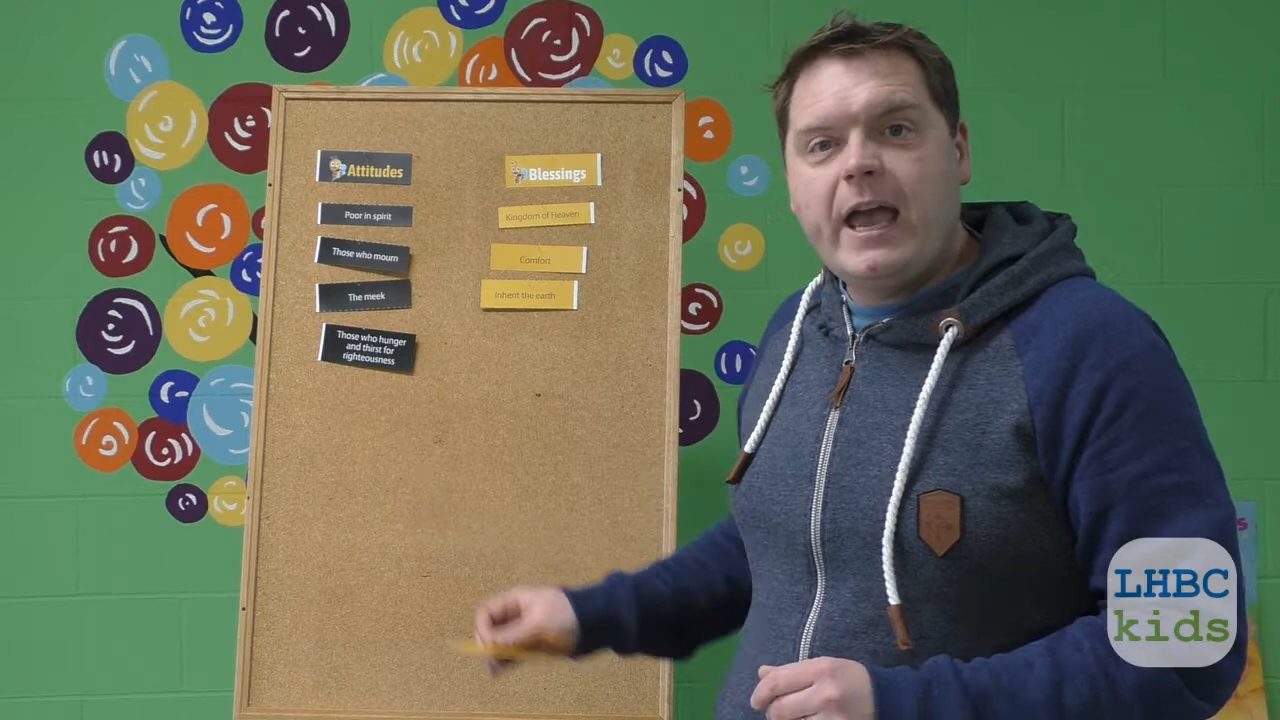 Attitudes
Blessings
Poor in spirit
Kingdom of Heaven
Those who mourn
Comfort
The meek
Inherit the earth
Those who hunger
and thirst for
righteousness
LHBC
kids